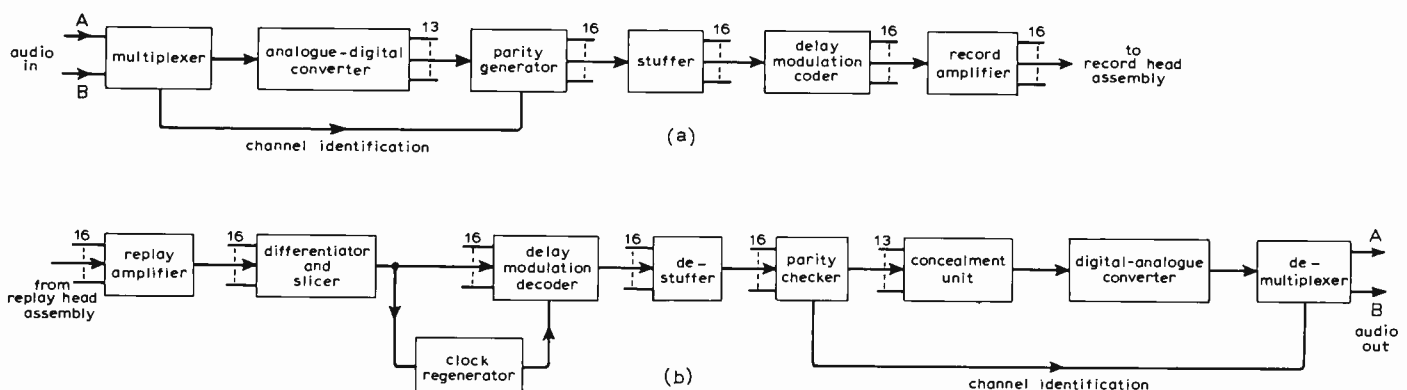 A
B
audio
in
multiplexer
analogue-digital
converter
13
parity
generator
16
stuffer
16
delay
modulation
coder
16
record
amplifier
16
to
record head
assembly
channel identification
(a)
16
from
replay head
assembly
replay
amplifier
16
differentiator
and
slicer
16
delay
modulation
decoder
clock
regenerator
16
de-
stuffer
16
parity
checker
13
concealment
unit
digital-analogue
converter
de-
multiplexer
A
B
audio
out
channel identification
(b)